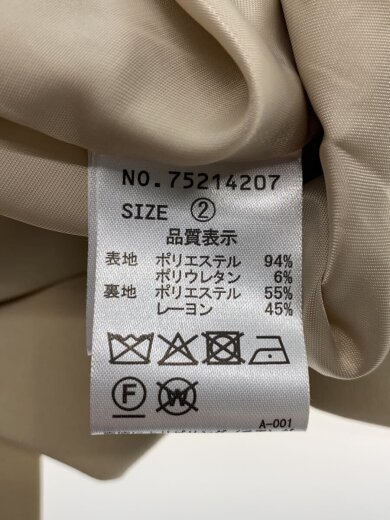 NO.75214207
SIZE ②
品質表示
表地 ポリエステル 94%
ポリウレタン 6%
裏地 ポリエステル 55%
レーヨン 45%
F W
A-001